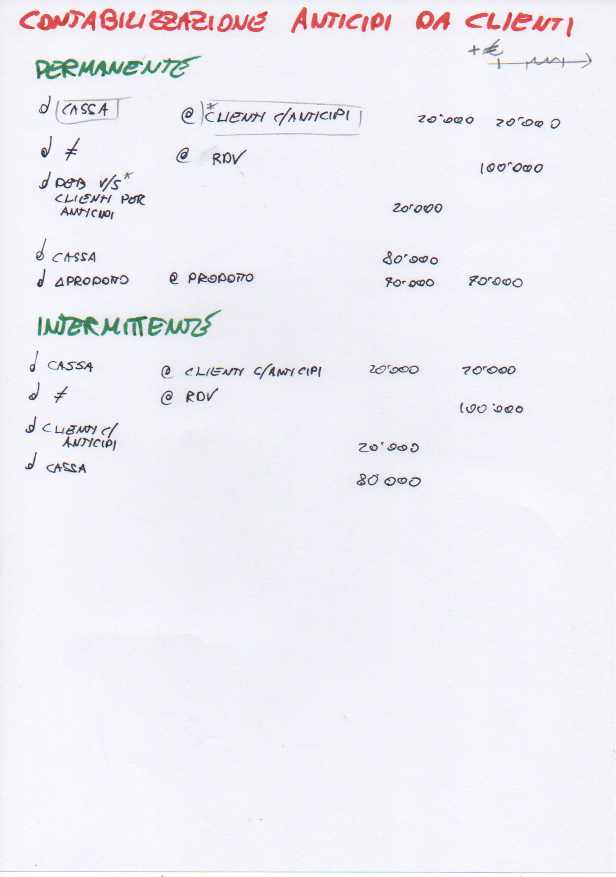 CONTABILIZZAZIONE ANTICIPI DA CLIENTI
+€
PERMANENTE
d CASSA @ *CLIENTI C/ANTICIPI 20'000 20'000
d ≠ @ RDV 100'000
d DEB V/S*
CLIENTI PER
ANTICIPI 20'000
d CASSA 80'000
d ΔPRODOTTO @ PRODOTTO 70'000 70'000
INTERMITTENTE
d CASSA @ CLIENTI C/ANTICIPI 20'000 20'000
d ≠ @ RDV 100'000
d CLIENTI C/
ANTICIPI 20'000
d CASSA 80'000